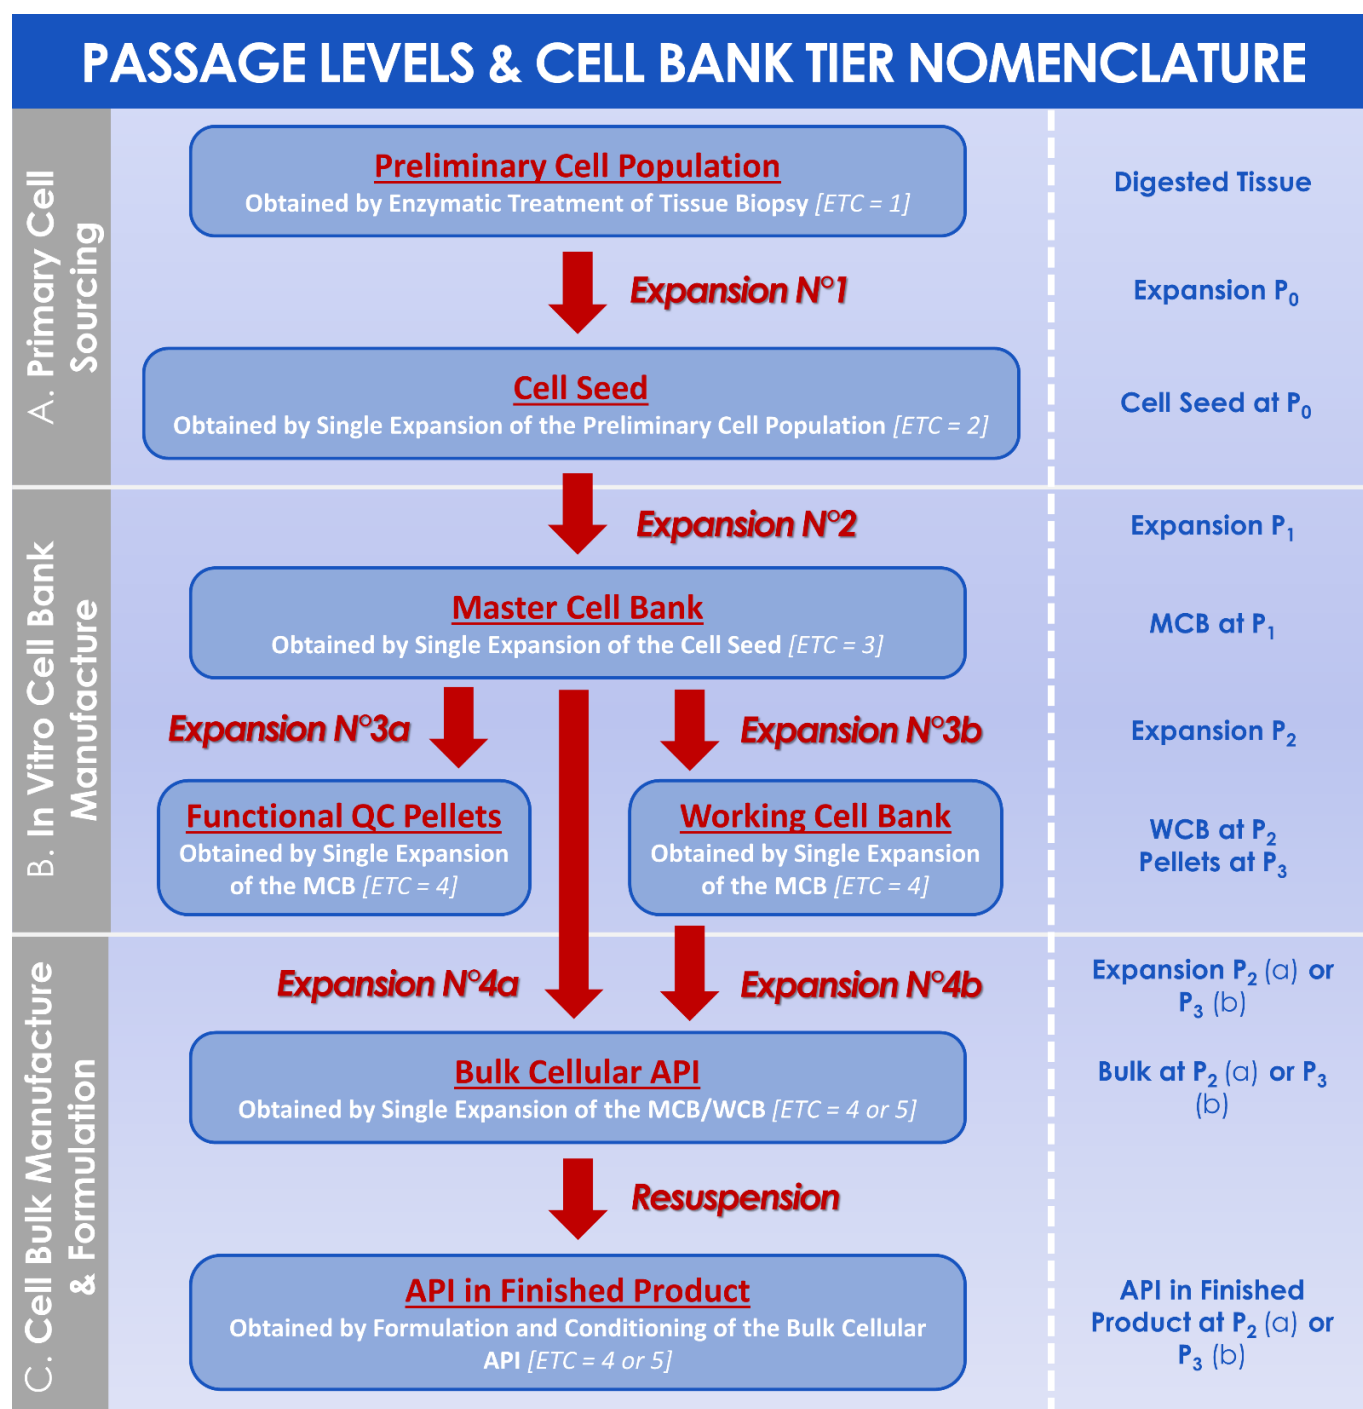 PASSAGE LEVELS & CELL BANK TIER NOMENCLATURE
A. Primary Cell
Sourcing
Preliminary Cell Population
Obtained by Enzymatic Treatment of Tissue Biopsy [ETC = 1]
Digested Tissue
Expansion N°1
Expansion P₀
Cell Seed
Obtained by Single Expansion of the Preliminary Cell Population [ETC = 2]
Cell Seed at P₀
B. In Vitro Cell Bank
Manufacture
Expansion N°2
Expansion P₁
Master Cell Bank
Obtained by Single Expansion of the Cell Seed [ETC = 3]
MCB at P₁
Expansion N°3a
Expansion N°3b
Expansion P₂
Functional QC Pellets
Obtained by Single Expansion
of the MCB [ETC = 4]
Working Cell Bank
Obtained by Single Expansion
of the MCB [ETC = 4]
WCB at P₂
Pellets at P₃
C. Cell Bulk Manufacture
& Formulation
Expansion N°4a
Expansion N°4b
Expansion P₂ (a) or
P₃ (b)
Bulk Cellular API
Obtained by Single Expansion of the MCB/WCB [ETC = 4 or 5]
Bulk at P₂ (a) or P₃
(b)
Resuspension
API in Finished Product
Obtained by Formulation and Conditioning of the Bulk Cellular
API [ETC = 4 or 5]
API in Finished
Product at P₂ (a) or
P₃ (b)